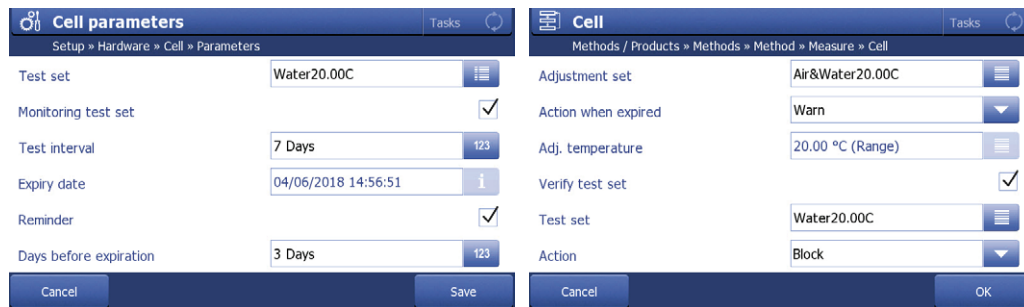 Cell parameters
Tasks
Setup » Hardware » Cell » Parameters
Test set
Water20.00C
Monitoring test set
Test interval
7 Days
123
Expiry date
04/06/2018 14:56:51
i
Reminder
Days before expiration
3 Days
123
Cancel
Save
Cell
Tasks
Methods / Products » Methods » Method » Measure » Cell
Adjustment set
Air&Water20.00C
Action when expired
Warn
Adj. temperature
20.00 °C (Range)
Verify test set
Test set
Water20.00C
Action
Block
Cancel
OK